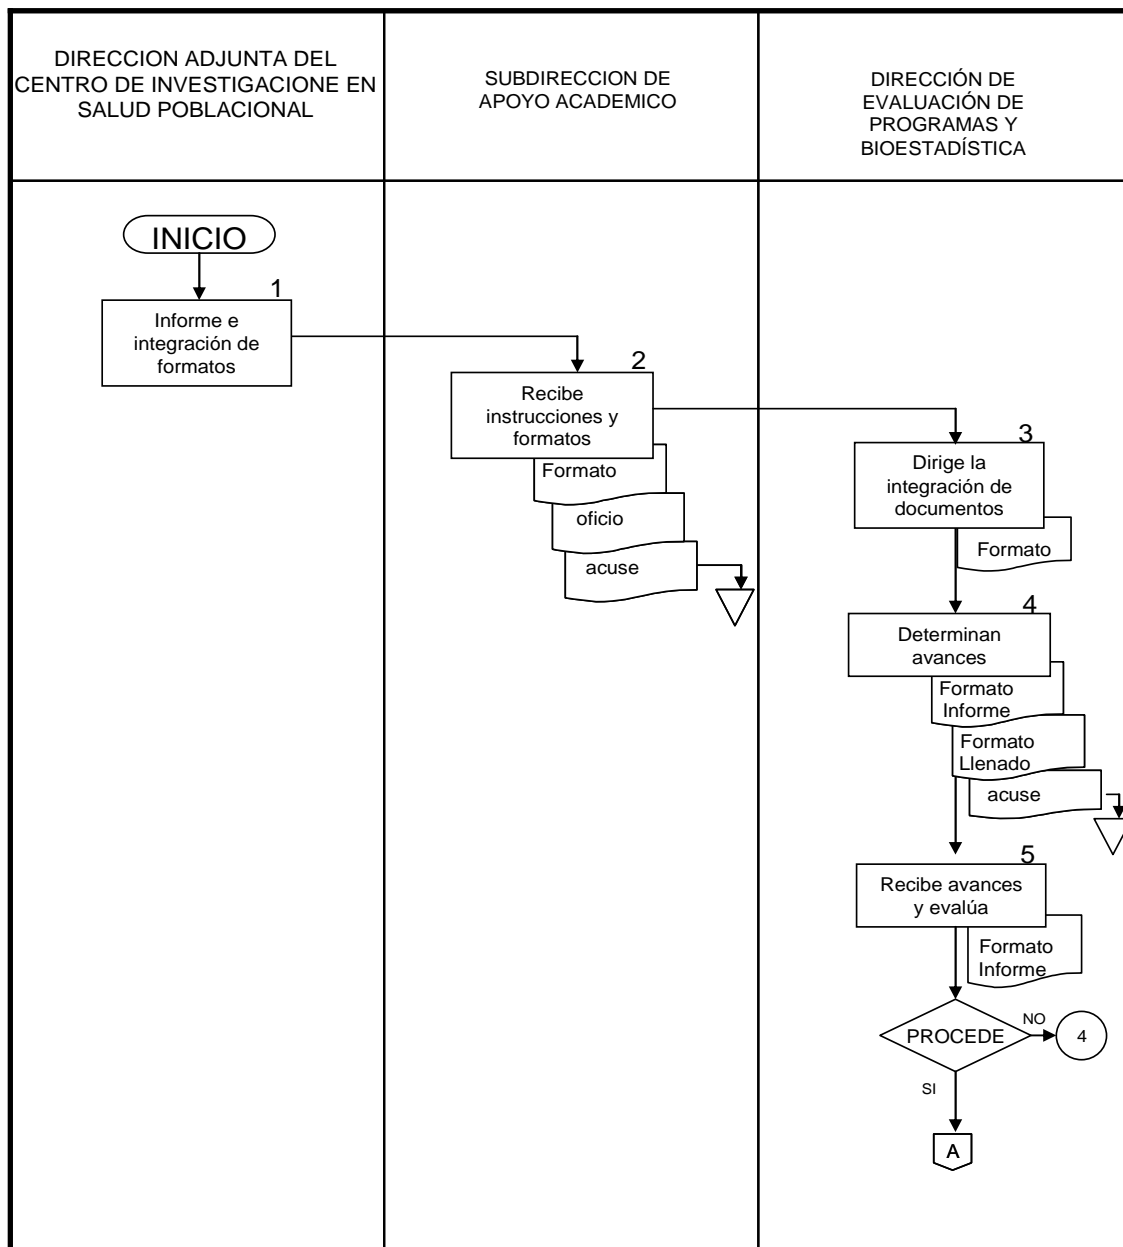 DIRECCION ADJUNTA DEL
CENTRO DE INVESTIGACIONE EN
SALUD POBLACIONAL
SUBDIRECCION DE
APOYO ACADEMICO
DIRECCIÓN DE
EVALUACIÓN DE
PROGRAMAS Y
BIOESTADÍSTICA
INICIO
1
Informe e
integración de
formatos
2
Recibe
instrucciones y
formatos
Formato
oficio
acuse
3
Dirige la
integración de
documentos
Formato
4
Determinan
avances
Formato
Informe
Formato
Llenado
acuse
5
Recibe avances
y evalúa
Formato
Informe
PROCEDE
NO
4
SI
A